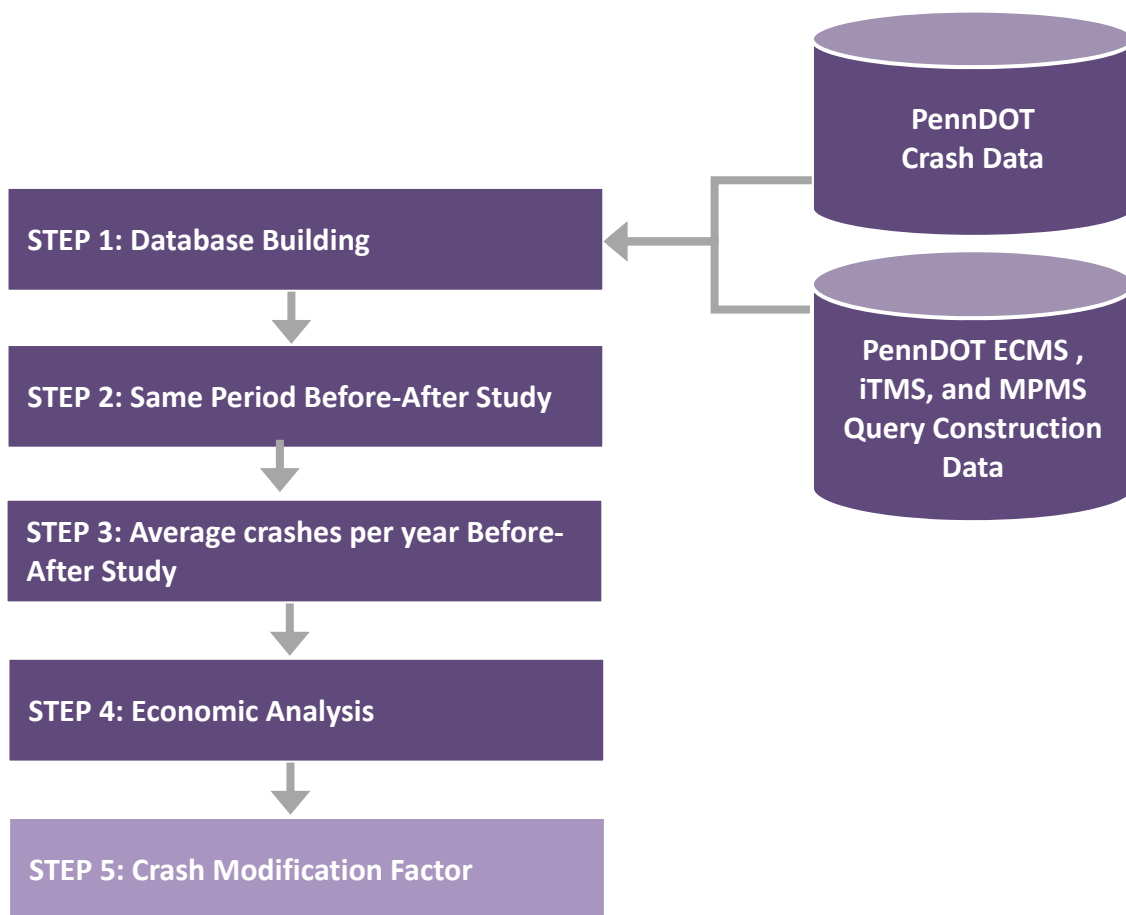 PennDOT
Crash Data
STEP 1: Database Building
PennDOT ECMS ,
iTMS, and MPMS
Query Construction
Data
STEP 2: Same Period Before-After Study
STEP 3: Average crashes per year Before-
After Study
STEP 4: Economic Analysis
STEP 5: Crash Modification Factor